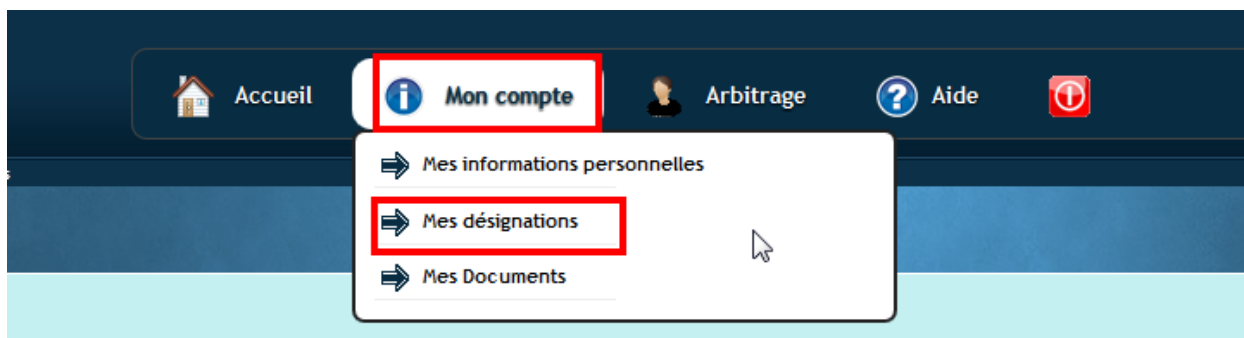 Accueil Mon compte Arbitrage Aide
Mes informations personnelles
Mes désignations
Mes Documents